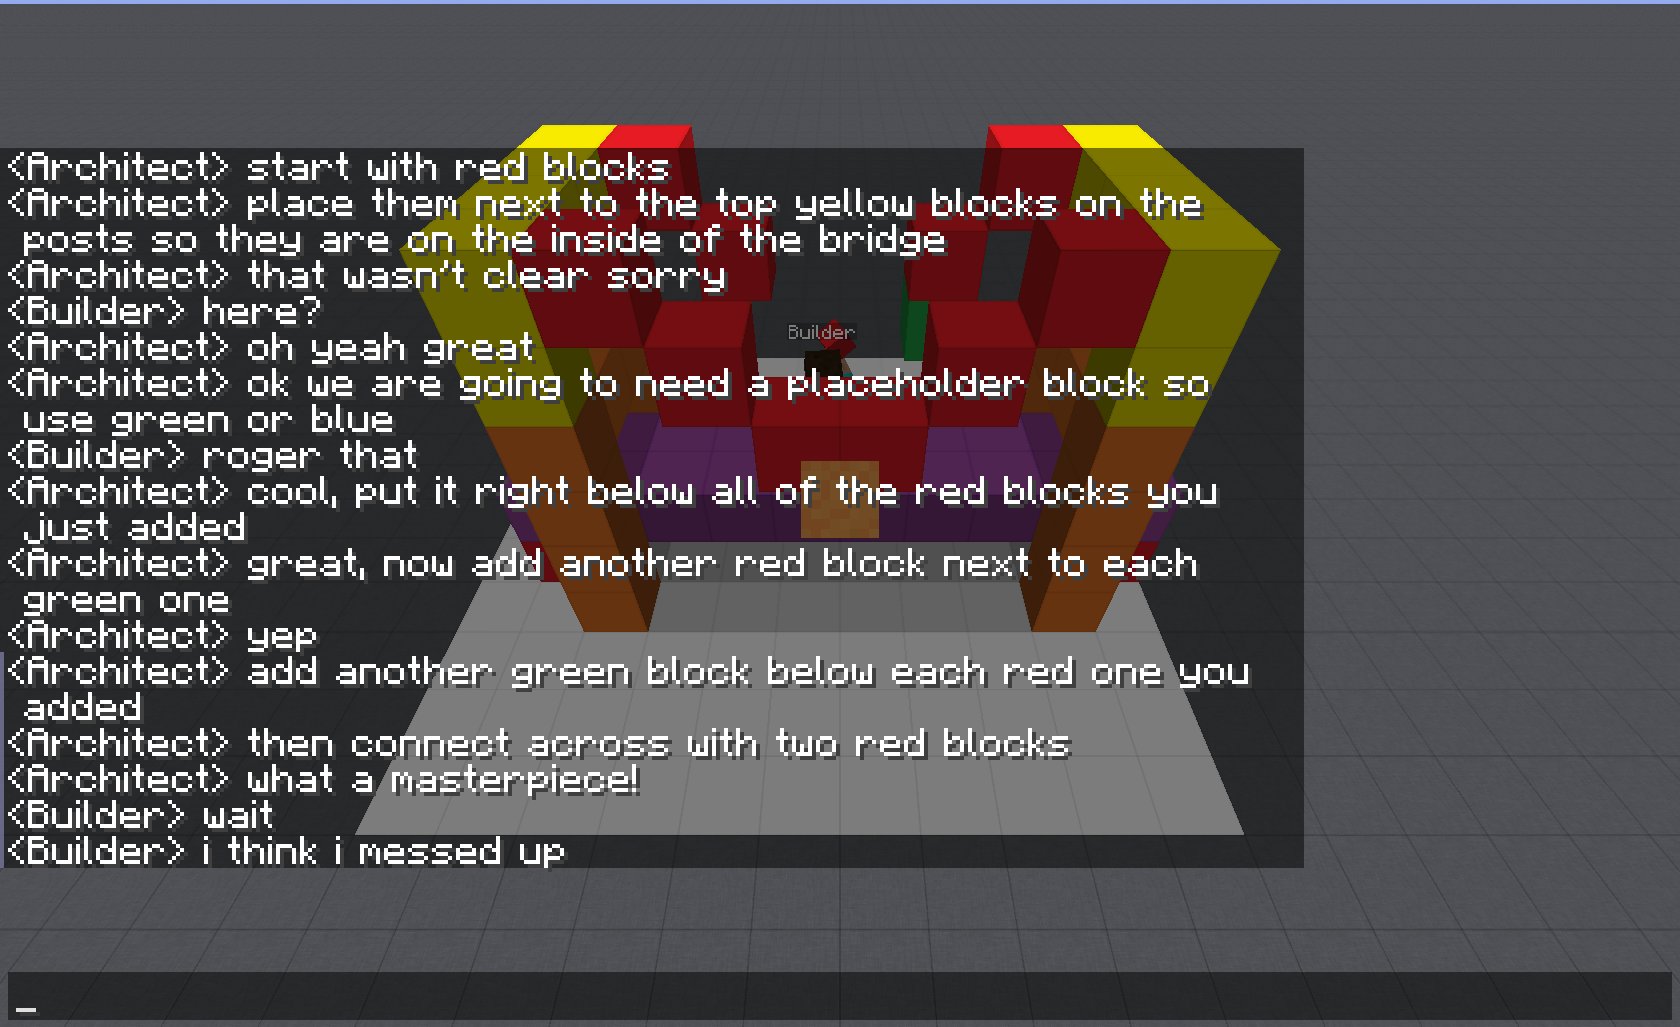 <Architect> start with red blocks
<Architect> place them next to the top yellow blocks on the
posts so they are on the inside of the bridge
<Architect> that wasn't clear sorry
<Builder> here?
<Architect> oh yeah great
Builder
<Architect> ok we are going to need a placeholder block so
use green or blue
<Builder> roger that
<Architect> cool, put it right below all of the red blocks you
just added
<Architect> great, now add another red block next to each
green one
<Architect> yep
<Architect> add another green block below each red one you
added
<Architect> then connect across with two red blocks
<Architect> what a masterpiece!
<Builder> wait
<Builder> i think i messed up
_